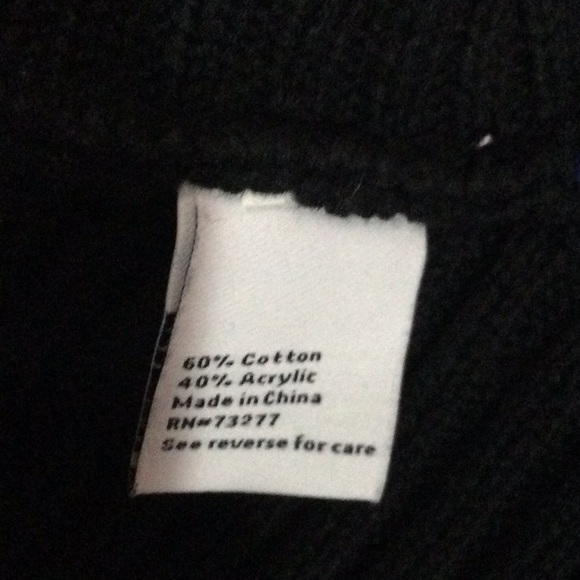 60% Cotton
40% Acrylic
Made in China
RN#73277
See reverse for care